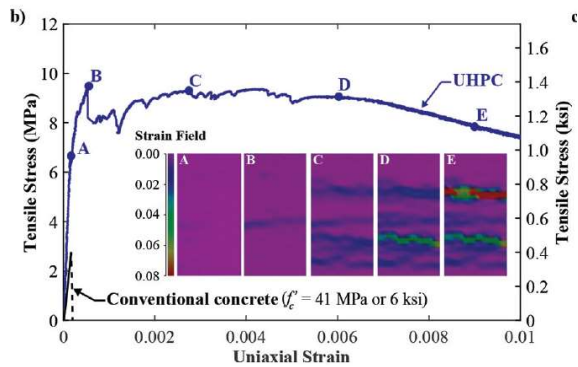 b)
c
12
10
8
6
4
2
0
Tensile Stress (MPa)
B
A
C
D
UHPC
E
Strain Field
0.00
0.02
0.04
0.06
0.08
A
B
C
D
E
Conventional concrete (f'c = 41 MPa or 6 ksi)
0
0.002
0.004
0.006
0.008
0.01
Uniaxial Strain
1.6
1.4
1.2
1.0
0.8
0.6
0.4
0.2
0.0
Tensile Stress (ksi)